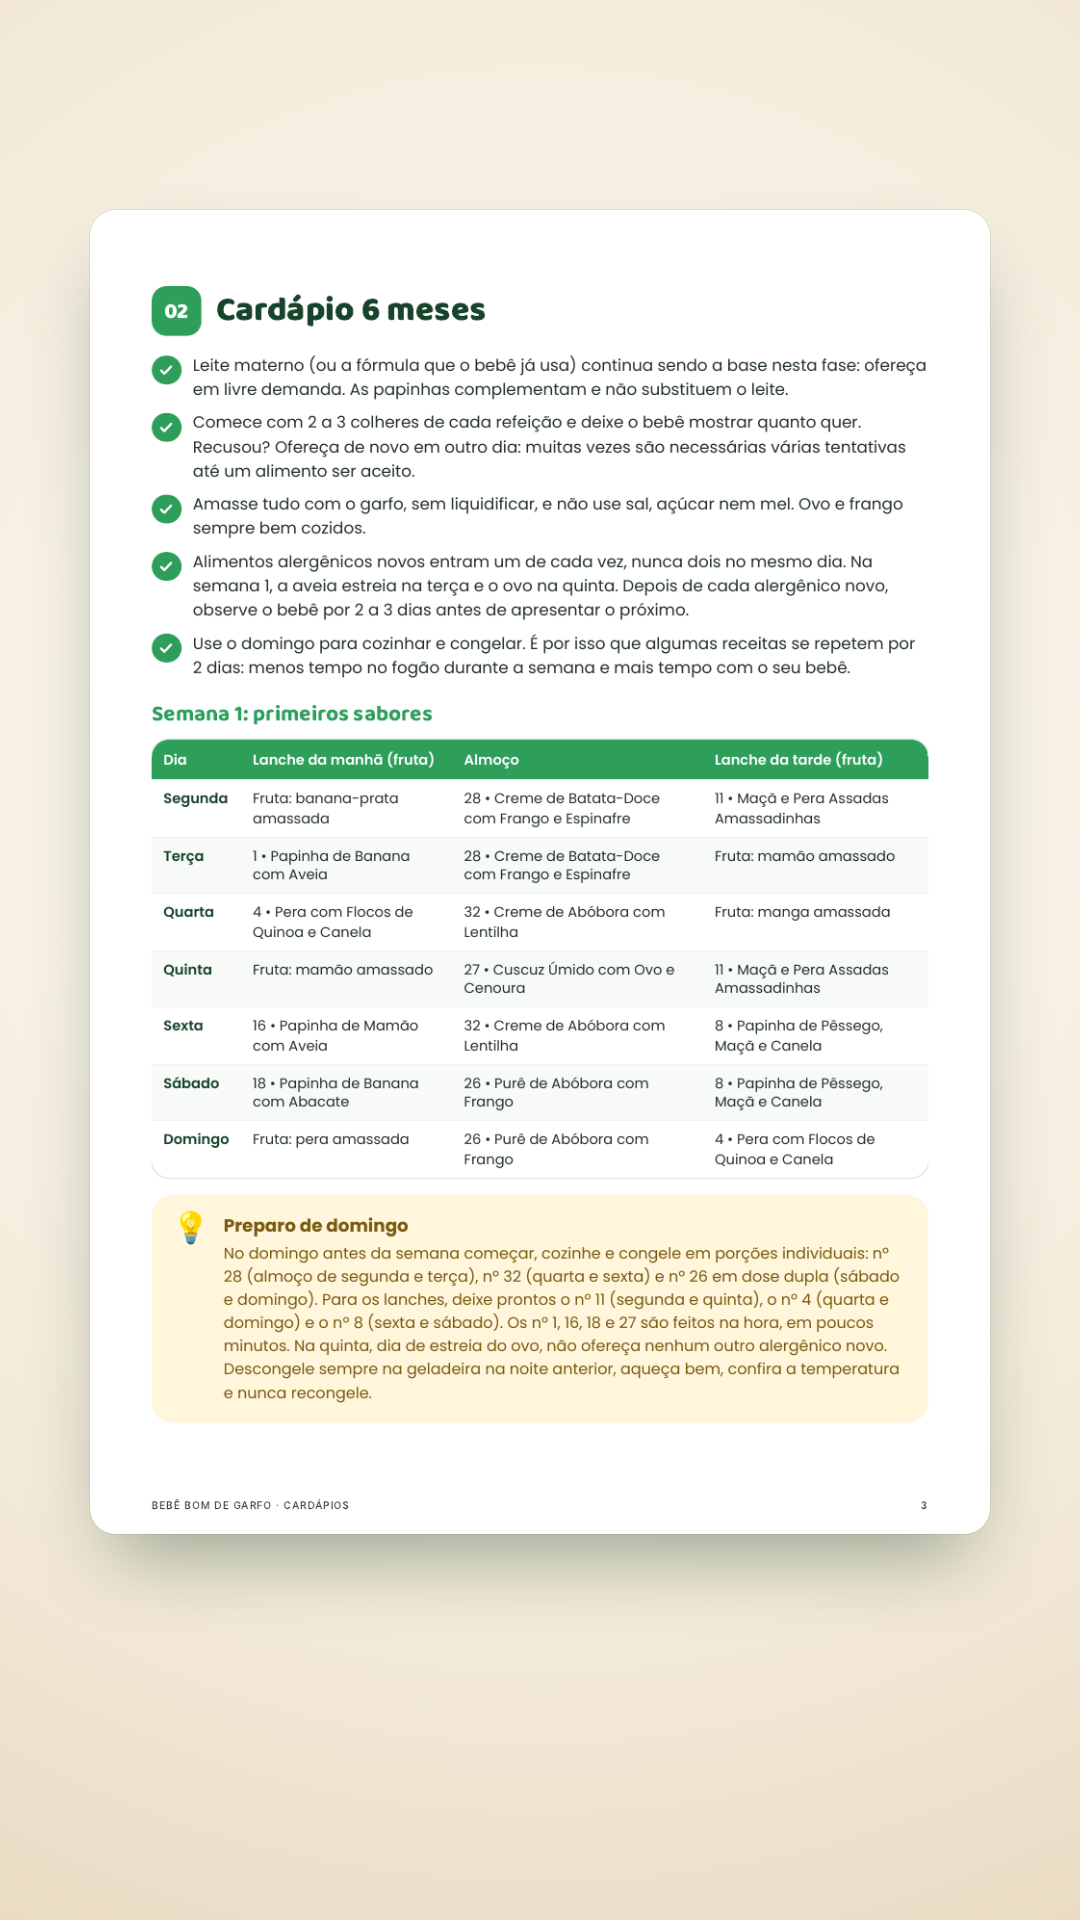 02 Cardápio 6 meses
Leite materno (ou a fórmula que o bebê já usa) continua sendo a base nesta fase: ofereça
em livre demanda. As papinhas complementam e não substituem o leite.
Comece com 2 a 3 colheres de cada refeição e deixe o bebê mostrar quanto quer.
Recusou? Ofereça de novo em outro dia: muitas vezes são necessárias várias tentativas
até um alimento ser aceito.
Amasse tudo com o garfo, sem liquidificar, e não use sal, açúcar nem mel. Ovo e frango
sempre bem cozidos.
Alimentos alergênicos novos entram um de cada vez, nunca dois no mesmo dia. Na
semana 1, a aveia estreia na terça e o ovo na quinta. Depois de cada alergênico novo,
observe o bebê por 2 a 3 dias antes de apresentar o próximo.
Use o domingo para cozinhar e congelar. É por isso que algumas receitas se repetem por
2 dias: menos tempo no fogão durante a semana e mais tempo com o seu bebê.
Semana 1: primeiros sabores
Dia Lanche da manhã (fruta) Almoço Lanche da tarde (fruta)
Segunda Fruta: banana-prata 28 • Creme de Batata-Doce 11 • Maçã e Pera Assadas
amassada com Frango e Espinafre Amassadinhas
Terça 1 • Papinha de Banana 28 • Creme de Batata-Doce Fruta: mamão amassado
com Aveia com Frango e Espinafre
Quarta 4 • Pera com Flocos de 32 • Creme de Abóbora com Fruta: manga amassada
Quinoa e Canela Lentilha
Quinta Fruta: mamão amassado 27 • Cuscuz Úmido com Ovo e 11 • Maçã e Pera Assadas
Cenoura Amassadinhas
Sexta 16 • Papinha de Mamão 32 • Creme de Abóbora com 8 • Papinha de Pêssego,
com Aveia Lentilha Maçã e Canela
Sábado 18 • Papinha de Banana 26 • Purê de Abóbora com 8 • Papinha de Pêssego,
com Abacate Frango Maçã e Canela
Domingo Fruta: pera amassada 26 • Purê de Abóbora com 4 • Pera com Flocos de
Frango Quinoa e Canela
Preparo de domingo
No domingo antes da semana começar, cozinhe e congele em porções individuais: nº
28 (almoço de segunda e terça), nº 32 (quarta e sexta) e nº 26 em dose dupla (sábado
e domingo). Para os lanches, deixe prontos o nº 11 (segunda e quinta), o nº 4 (quarta e
domingo) e o nº 8 (sexta e sábado). Os nº 1, 16, 18 e 27 são feitos na hora, em poucos
minutos. Na quinta, dia de estreia do ovo, não ofereça nenhum outro alergênico novo.
Descongele sempre na geladeira na noite anterior, aqueça bem, confira a temperatura
e nunca recongele.
BEBÊ BOM DE GARFO · CARDÁPIOS 3